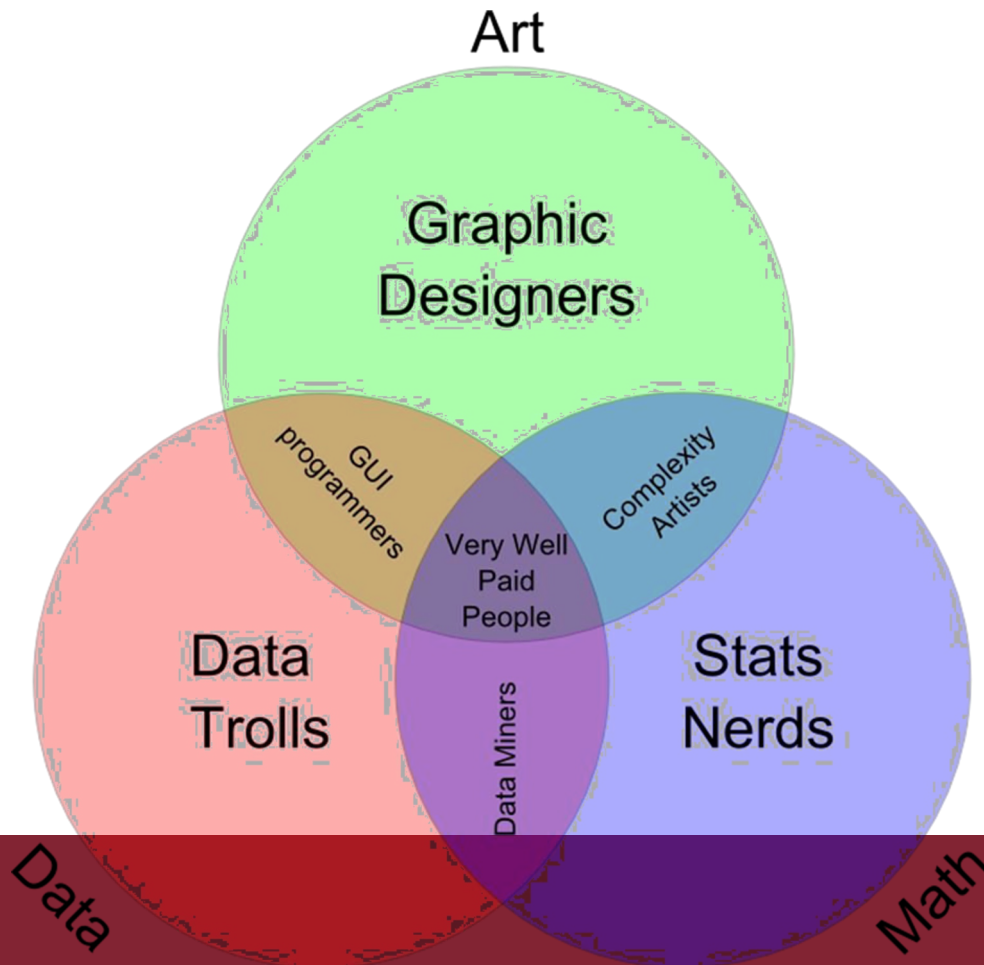 Art
Graphic
Designers
GUI
programmers
Complexity
Artists
Very Well
Paid
People
Data
Trolls
Stats
Nerds
Data Miners
Data
Math